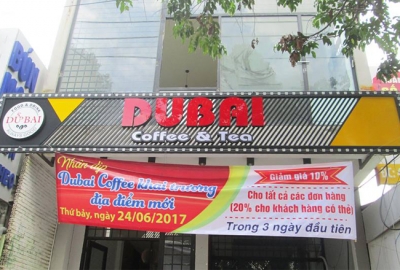 DUBAI
Coffee & Tea
DUBAI
Nhân dịp
Dubai Coffee khai trương
địa điểm mới
Thứ bảy, ngày 24/06/2017
Giảm giá 10%
Cho tất cả các đơn hàng
(20% cho khách hàng có thẻ)
Trong 3 ngày đầu tiên